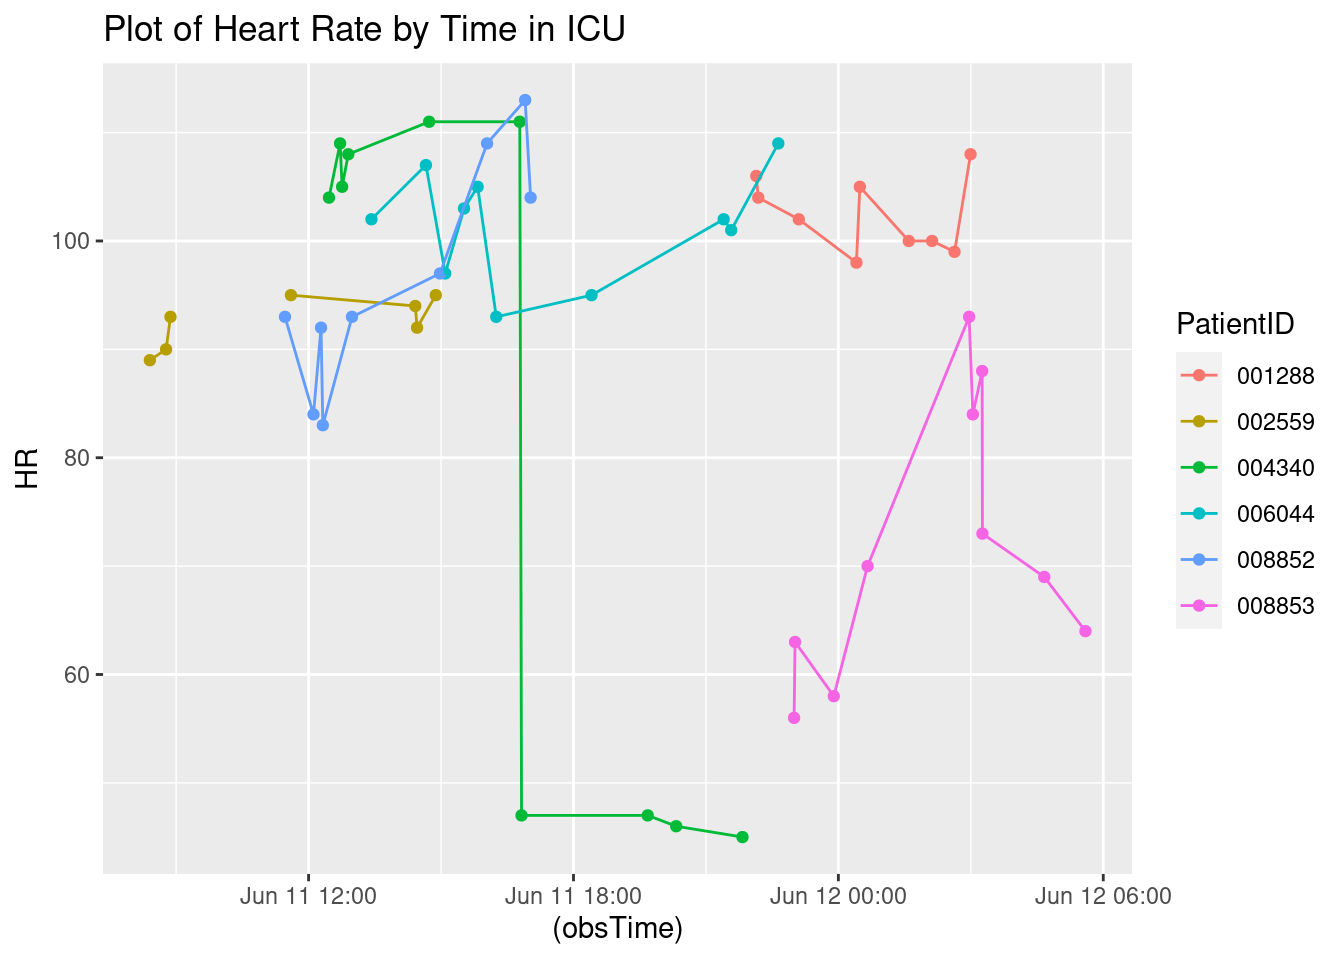 Plot of Heart Rate by Time in ICU
HR
100
80
60
Jun 11 12:00
Jun 11 18:00
Jun 12 00:00
Jun 12 06:00
(obsTime)
PatientID
001288
002559
004340
006044
008852
008853